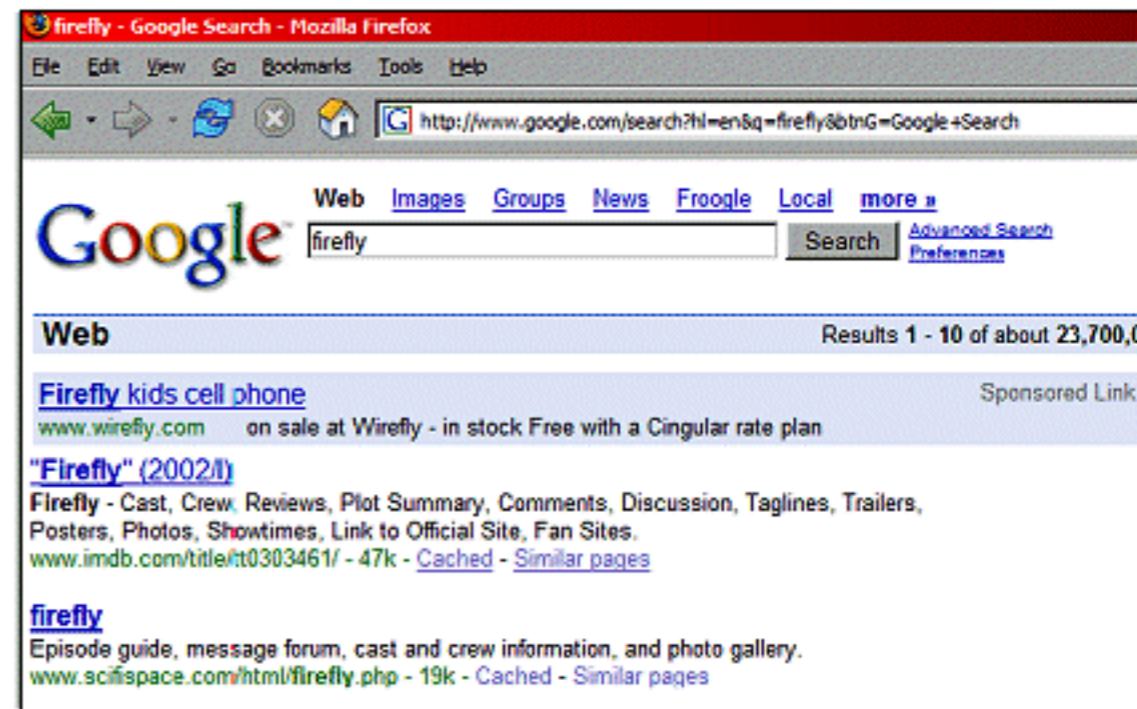 firefly - Google Search - Mozilla Firefox
File Edit View Go Bookmarks Tools Help
http://www.google.com/search?hl=en&q=firefly&btnG=Google+Search
Web Images Groups News Froogle Local more »
Google™ firefly Search Advanced Search
Preferences
Web Results 1 - 10 of about 23,700,0
Firefly kids cell phone Sponsored Link
www.wirefly.com on sale at Wirefly - in stock Free with a Cingular rate plan
"Firefly" (2002/I)
Firefly - Cast, Crew, Reviews, Plot Summary, Comments, Discussion, Taglines, Trailers,
Posters, Photos, Showtimes, Link to Official Site, Fan Sites.
www.imdb.com/title/tt0303461/ - 47k - Cached - Similar pages
firefly
Episode guide, message forum, cast and crew information, and photo gallery.
www.scifispace.com/html/firefly.php - 19k - Cached - Similar pages